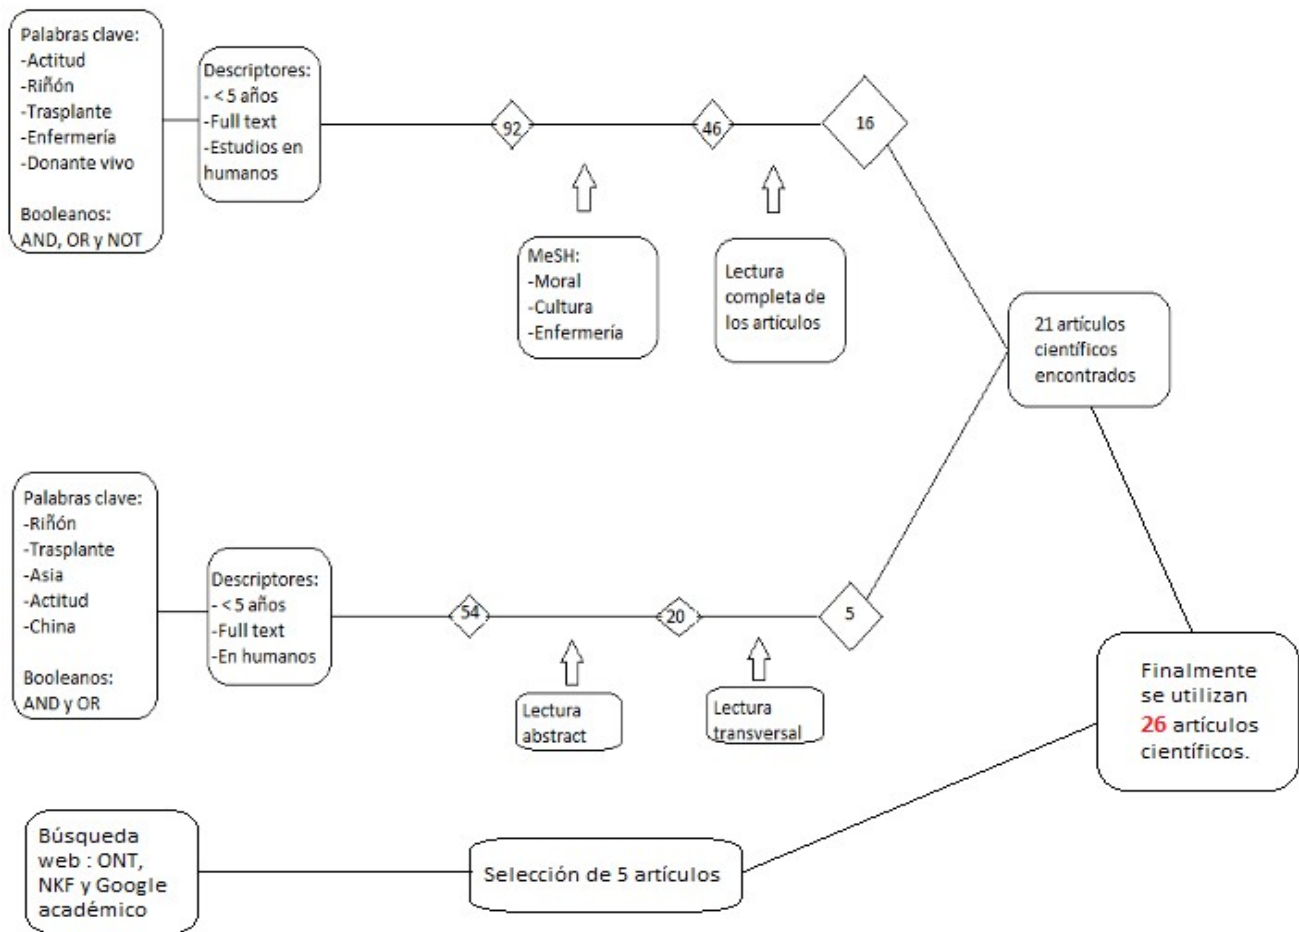 Palabras clave:
-Actitud
-Riñón
-Trasplante
-Enfermería
-Donante vivo
Booleanos:
AND, OR y NOT
Descriptores:
- < 5 años
-Full text
-Estudios en
humanos
92
46
16
MeSH:
-Moral
-Cultura
-Enfermería
Lectura
completa de
los artículos
21 artículos
científicos
encontrados
Palabras clave:
-Riñón
-Trasplante
-Asia
-Actitud
-China
Booleanos:
AND y OR
Descriptores:
- < 5 años
-Full text
-En humanos
54
20
5
Lectura
abstract
Lectura
transversal
Finalmente
se utilizan
26 artículos
científicos.
Búsqueda
web : ONT,
NKF y Google
académico
Selección de 5 artículos